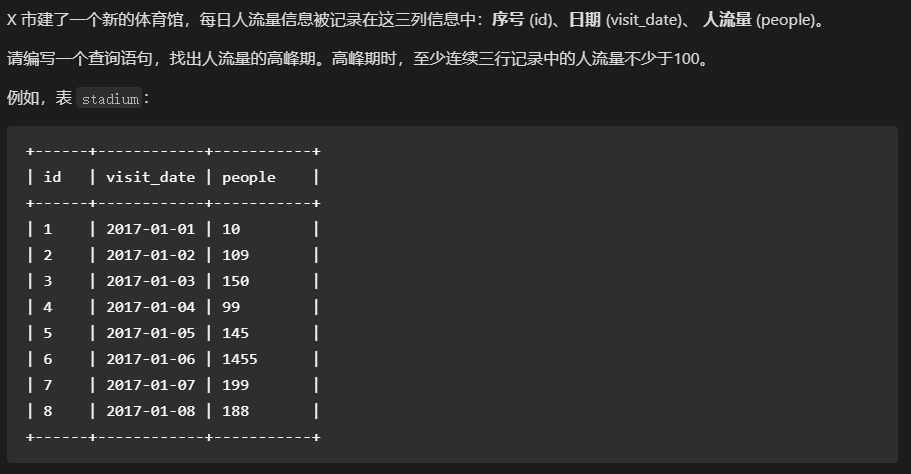 X 市建了一个新的体育馆，每日人流量信息被记录在这三列信息中：序号 (id)、日期 (visit_date)、 人流量 (people)。
请编写一个查询语句，找出人流量的高峰期。高峰期时，至少连续三行记录中的人流量不少于100。
例如，表 stadium：
+------+------------+-----------+
| id   | visit_date | people    |
+------+------------+-----------+
| 1    | 2017-01-01 | 10        |
| 2    | 2017-01-02 | 109       |
| 3    | 2017-01-03 | 150       |
| 4    | 2017-01-04 | 99        |
| 5    | 2017-01-05 | 145       |
| 6    | 2017-01-06 | 1455      |
| 7    | 2017-01-07 | 199       |
| 8    | 2017-01-08 | 188       |
+------+------------+-----------+